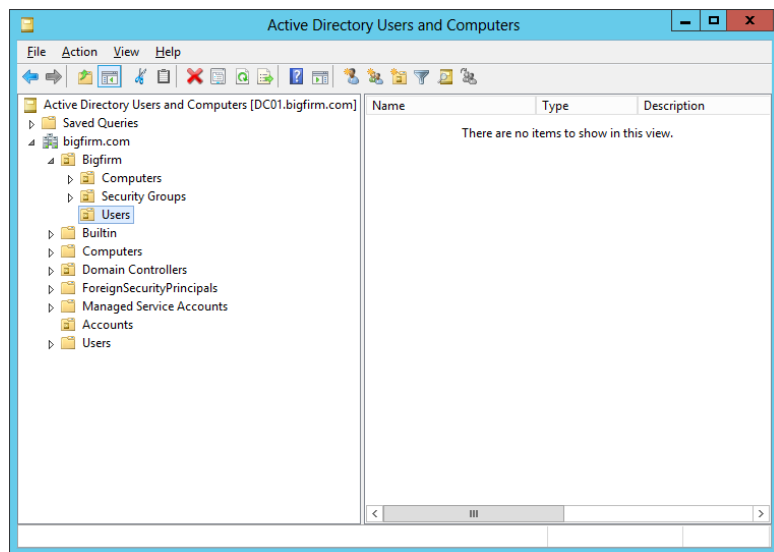 Active Directory Users and Computers
File Action View Help
Active Directory Users and Computers [DC01.bigfirm.com]
Name Type Description
Saved Queries
There are no items to show in this view.
bigfirm.com
Bigfirm
Computers
Security Groups
Users
Builtin
Computers
Domain Controllers
ForeignSecurityPrincipals
Managed Service Accounts
Accounts
Users